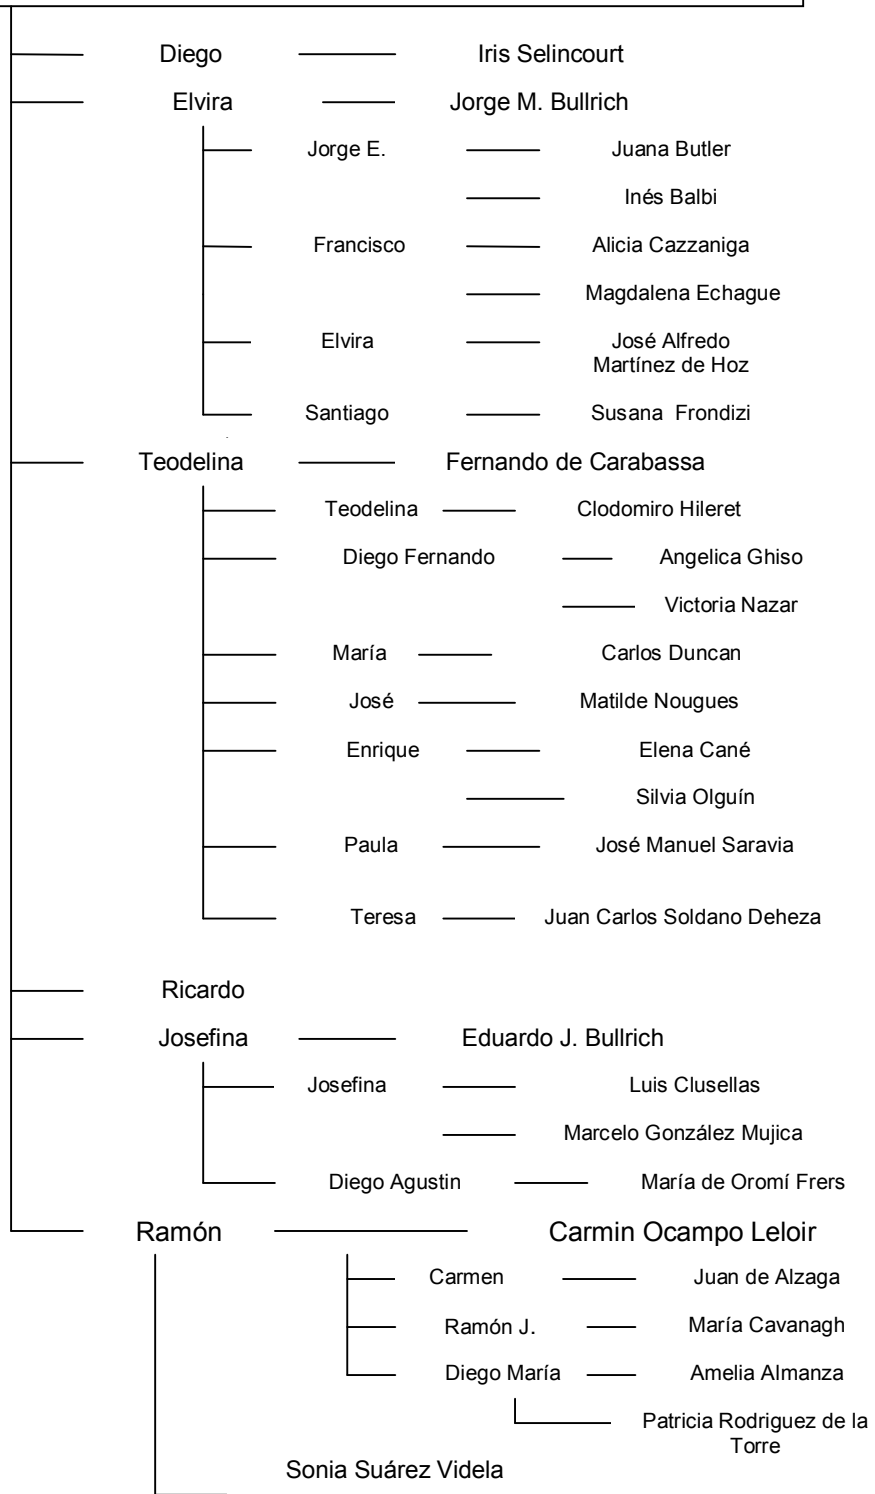 Diego Iris Selincourt
Elvira Jorge M. Bullrich
Jorge E. Juana Butler
Inés Balbi
Francisco Alicia Cazzaniga
Magdalena Echague
Elvira José Alfredo
Martínez de Hoz
Santiago Susana Frondizi
Teodelina Fernando de Carabassa
Teodelina Clodomiro Hileret
Diego Fernando Angelica Ghiso
Victoria Nazar
María Carlos Duncan
José Matilde Nougues
Enrique Elena Cané
Silvia Olguín
Paula José Manuel Saravia
Teresa Juan Carlos Soldano Deheza
Ricardo
Josefina Eduardo J. Bullrich
Josefina Luis Clusellas
Marcelo González Mujica
Diego Agustin María de Oromí Frers
Ramón Carmin Ocampo Leloir
Carmen Juan de Alzaga
Ramón J. María Cavanagh
Diego María Amelia Almanza
Patricia Rodriguez de la
Torre
Sonia Suárez Videla